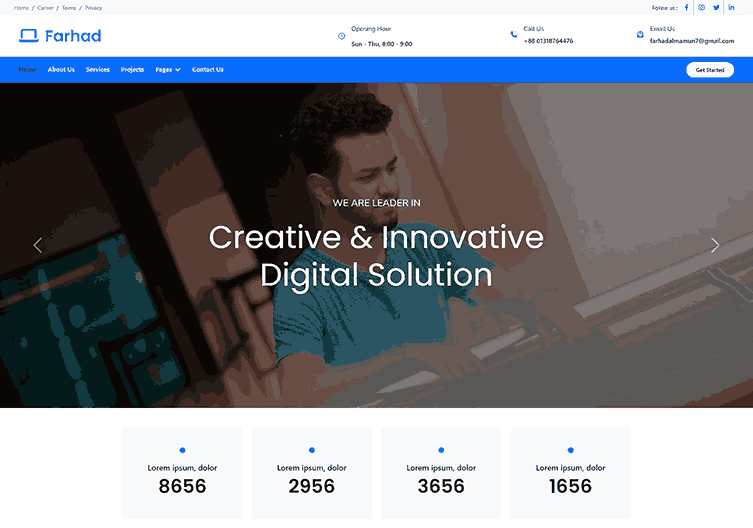 Home / Career / Terms / Privacy
Follow us :
Farhad
Opening Hour
Sun - Thu, 8:00 - 9:00
Call Us
+88 01318764476
Email Us
farhadalmamun7@gmail.com
Home About Us Services Projects Pages Contact Us
Get Started
WE ARE LEADER IN
Creative & Innovative
Digital Solution
Lorem ipsum, dolor
8656
Lorem ipsum, dolor
2956
Lorem ipsum, dolor
3656
Lorem ipsum, dolor
1656